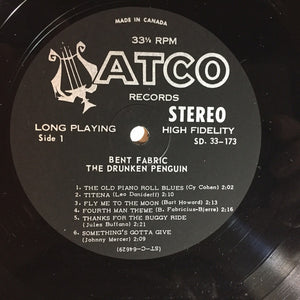 MADE IN CANADA
33⅓ RPM
ATCO
RECORDS
STEREO
LONG PLAYING
HIGH FIDELITY
Side 1
SD. 33-173
BENT FABRIC
THE DRUNKEN PENGUIN
1. THE OLD PIANO ROLL BLUES (Cy Cohen) 2:02
2. TITENA (Leo Daniderff) 2:10
3. FLY ME TO THE MOON (Bart Howard) 2:13
4. FOURTH MAN THEME (B. Fabricius-Bjerre) 2:16
5. THANKS FOR THE BUGGY RIDE
(Jules Buffano) 2:21
6. SOMETHING'S GOTTA GIVE
(Johnny Mercer) 2:09
(ST-C-64629)